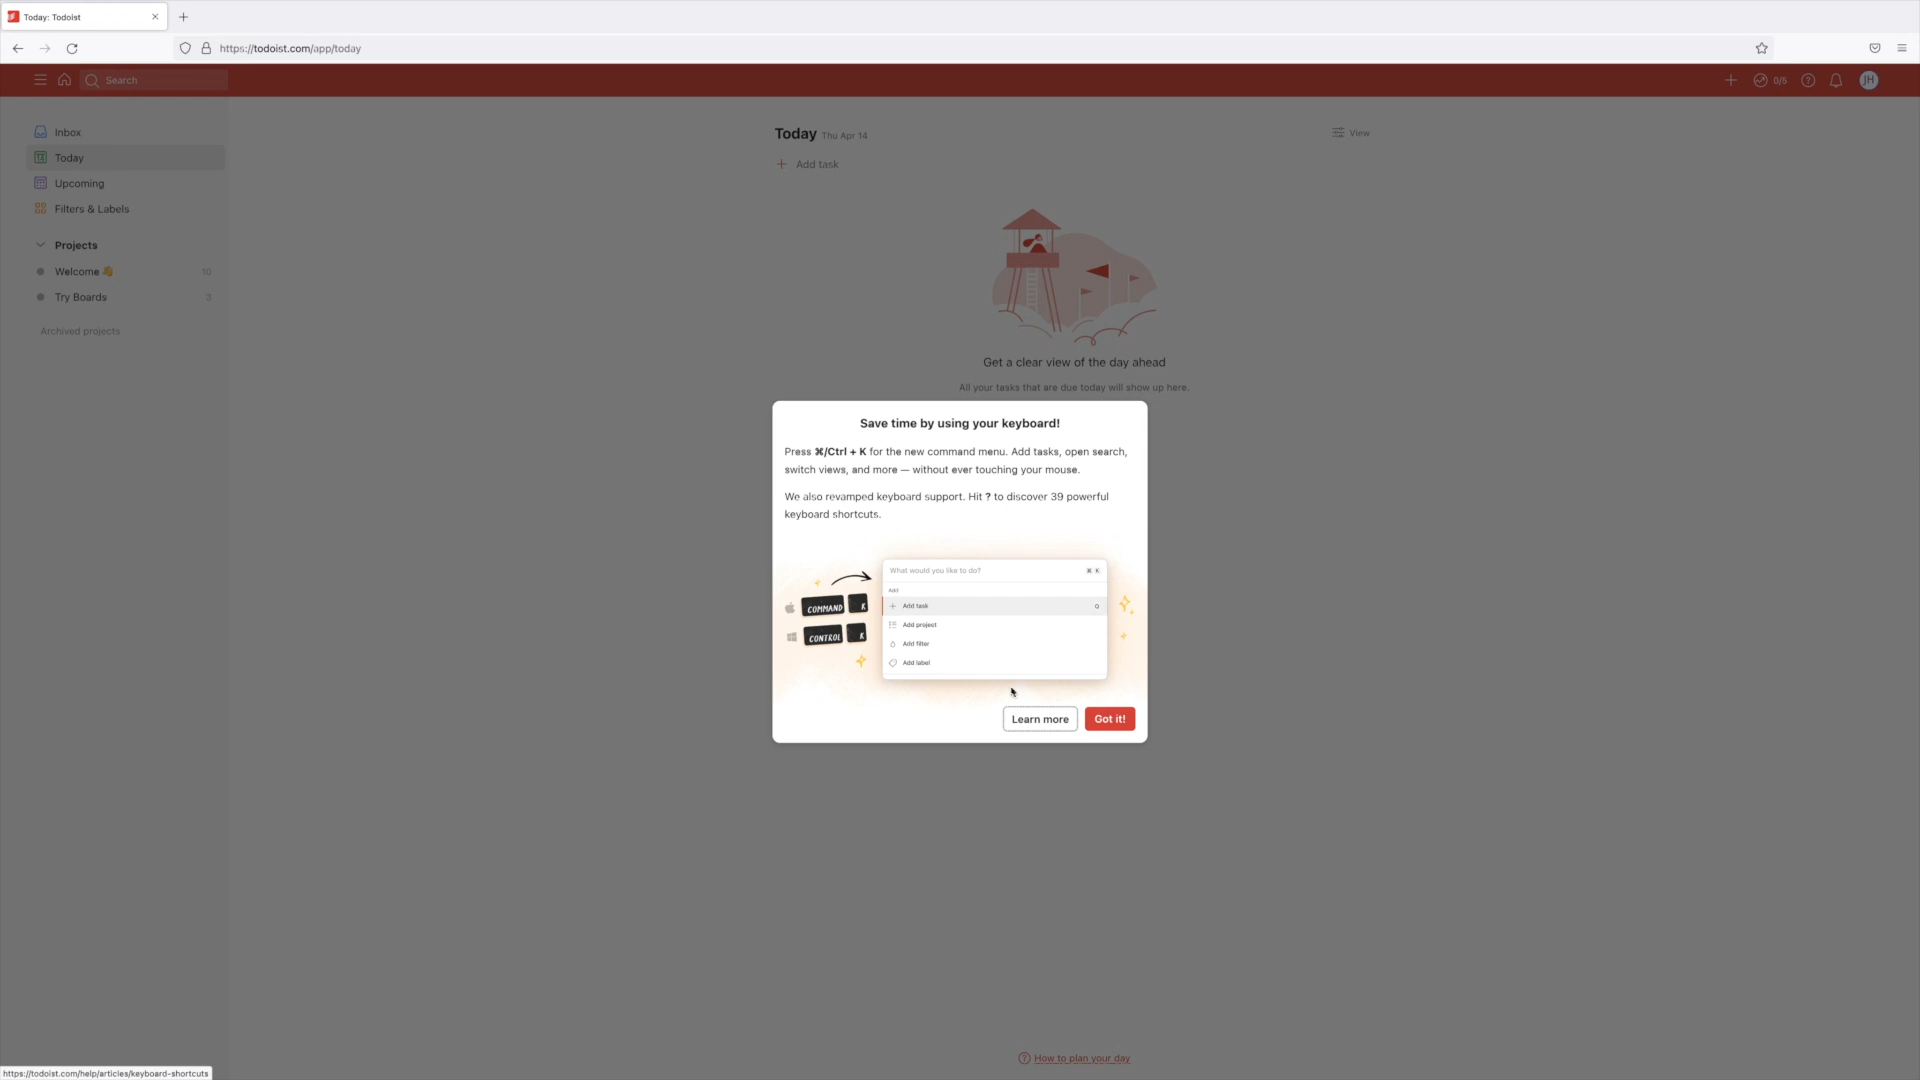 Today: Todoist
https://todoist.com/app/today
Search
0/5
JH
Inbox
Today
Upcoming
Filters & Labels
Projects
Welcome 👋 10
Try Boards 3
Archived projects
Today Thu Apr 14
View
Add task
Get a clear view of the day ahead
All your tasks that are due today will show up here.
Save time by using your keyboard!
Press ⌘/Ctrl + K for the new command menu. Add tasks, open search,
switch views, and more — without ever touching your mouse.
We also revamped keyboard support. Hit ? to discover 39 powerful
keyboard shortcuts.
COMMAND K
CONTROL K
What would you like to do? ⌘ K
Add
Add task Q
Add project
Add filter
Add label
Learn more
Got it!
How to plan your day
https://todoist.com/help/articles/keyboard-shortcuts